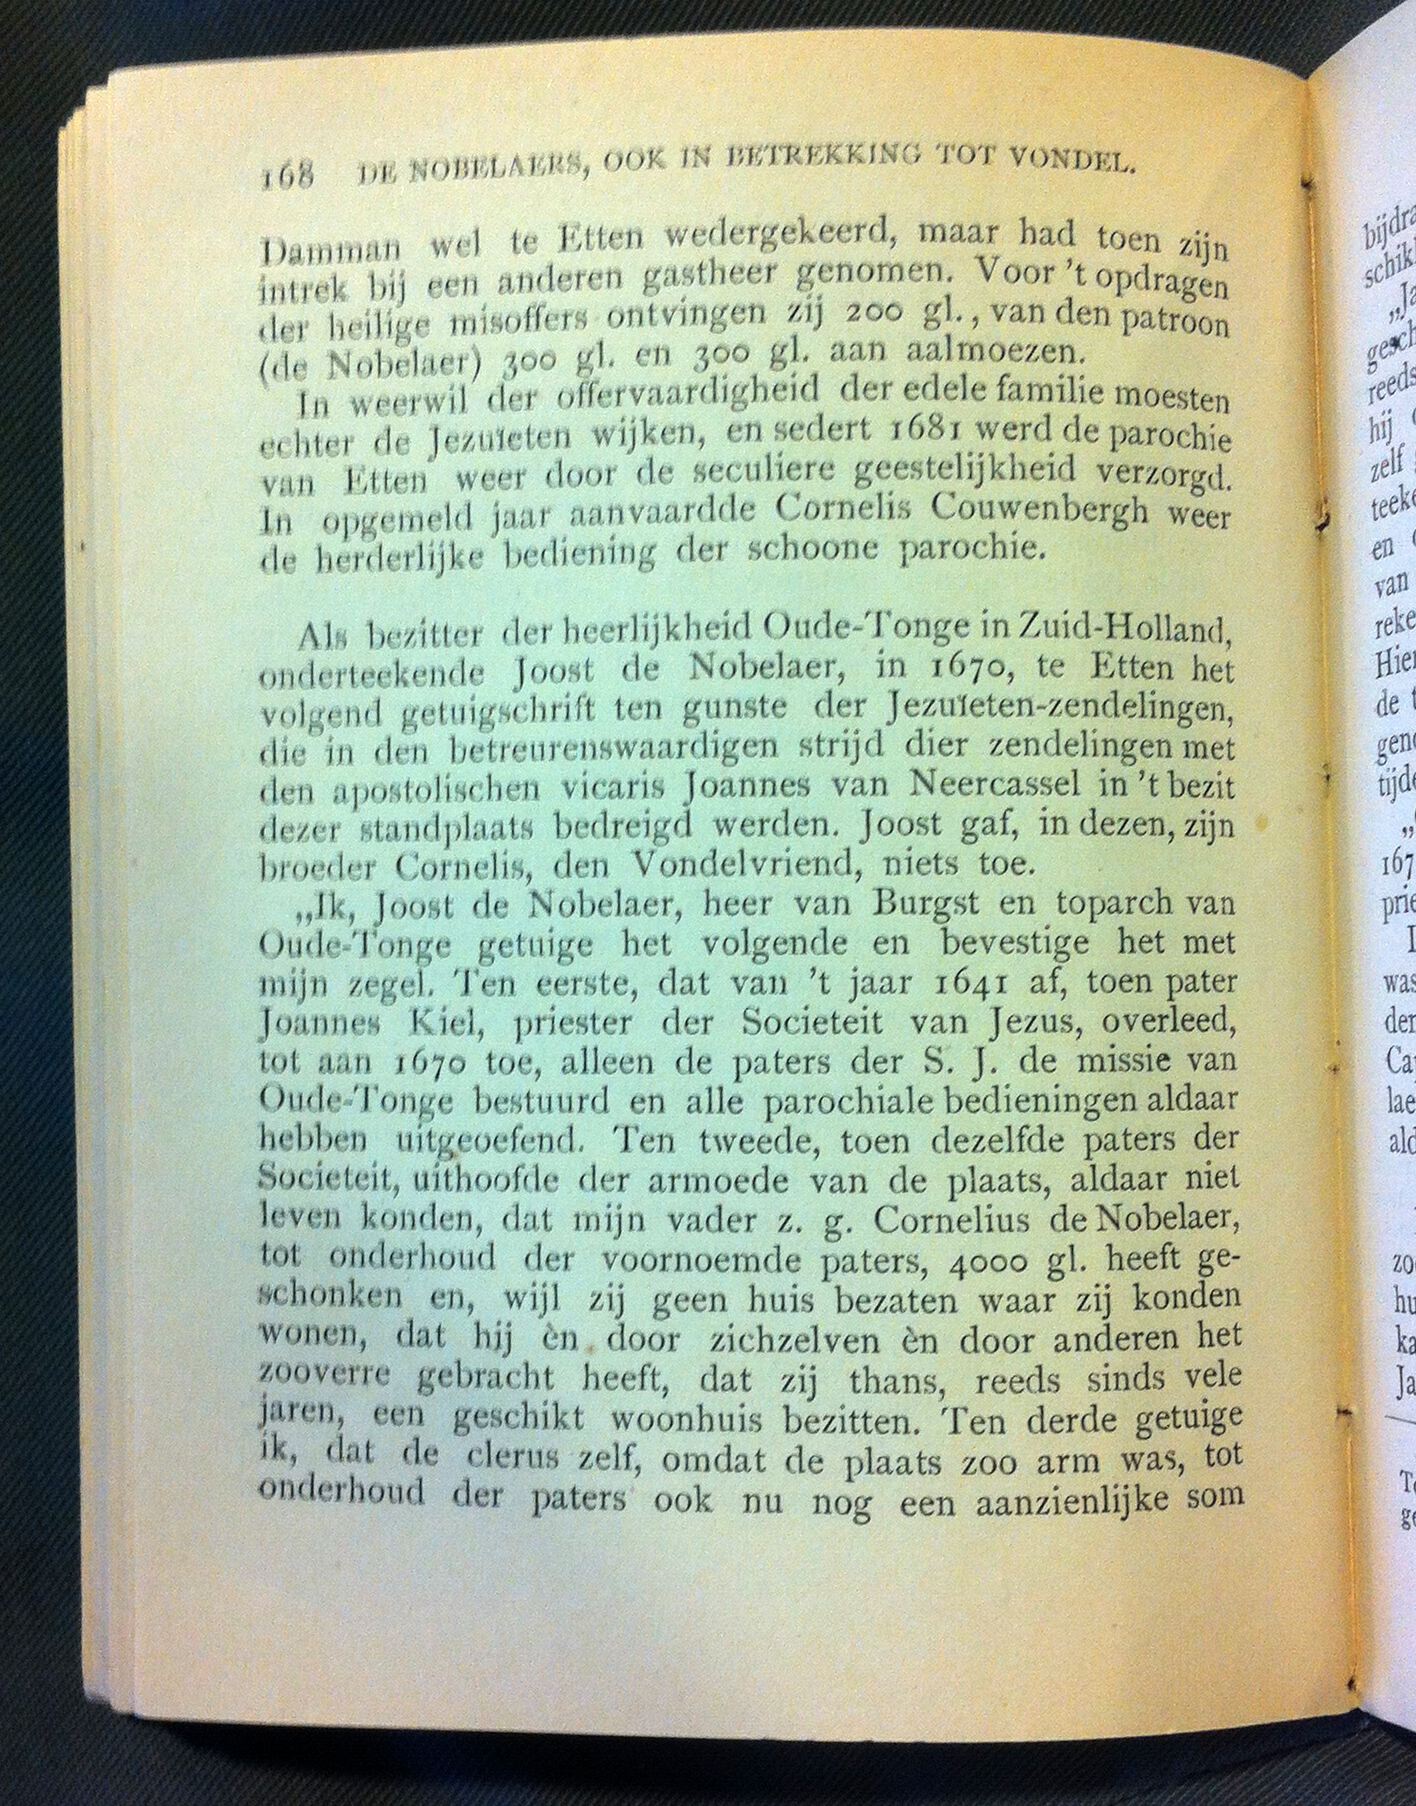 168 DE NOBELAERS, OOK IN BETREKKING TOT VONDEL.
Damman wel te Etten wedergekeerd, maar had toen zijn
intrek bij een anderen gastheer genomen. Voor 't opdragen
der heilige misoffers ontvingen zij 200 gl., van den patroon
(de Nobelaer) 300 gl. en 300 gl. aan aalmoezen.
In weerwil der offervaardigheid der edele familie moesten
echter de Jezuïeten wijken, en sedert 1681 werd de parochie
van Etten weer door de seculiere geestelijkheid verzorgd.
In opgemeld jaar aanvaardde Cornelis Couwenbergh weer
de herderlijke bediening der schoone parochie.
Als bezitter der heerlijkheid Oude-Tonge in Zuid-Holland,
onderteekende Joost de Nobelaer, in 1670, te Etten het
volgend getuigschrift ten gunste der Jezuïeten-zendelingen,
die in den betreurenswaardigen strijd dier zendelingen met
den apostolischen vicaris Joannes van Neercassel in 't bezit
dezer standplaats bedreigd werden. Joost gaf, in dezen, zijn
broeder Cornelis, den Vondelvriend, niets toe.
„Ik, Joost de Nobelaer, heer van Burgst en toparch van
Oude-Tonge getuige het volgende en bevestige het met
mijn zegel. Ten eerste, dat van 't jaar 1641 af, toen pater
Joannes Kiel, priester der Societeit van Jezus, overleed,
tot aan 1670 toe, alleen de paters der S. J. de missie van
Oude-Tonge bestuurd en alle parochiale bedieningen aldaar
hebben uitgeoefend. Ten tweede, toen dezelfde paters der
Societeit, uithoofde der armoede van de plaats, aldaar niet
leven konden, dat mijn vader z. g. Cornelius de Nobelaer,
tot onderhoud der voornoemde paters, 4000 gl. heeft ge-
schonken en, wijl zij geen huis bezaten waar zij konden
wonen, dat hij èn door zichzelven èn door anderen het
zooverre gebracht heeft, dat zij thans, reeds sinds vele
jaren, een geschikt woonhuis bezitten. Ten derde getuige
ik, dat de clerus zelf, omdat de plaats zoo arm was, tot
onderhoud der paters ook nu nog een aanzienlijke som